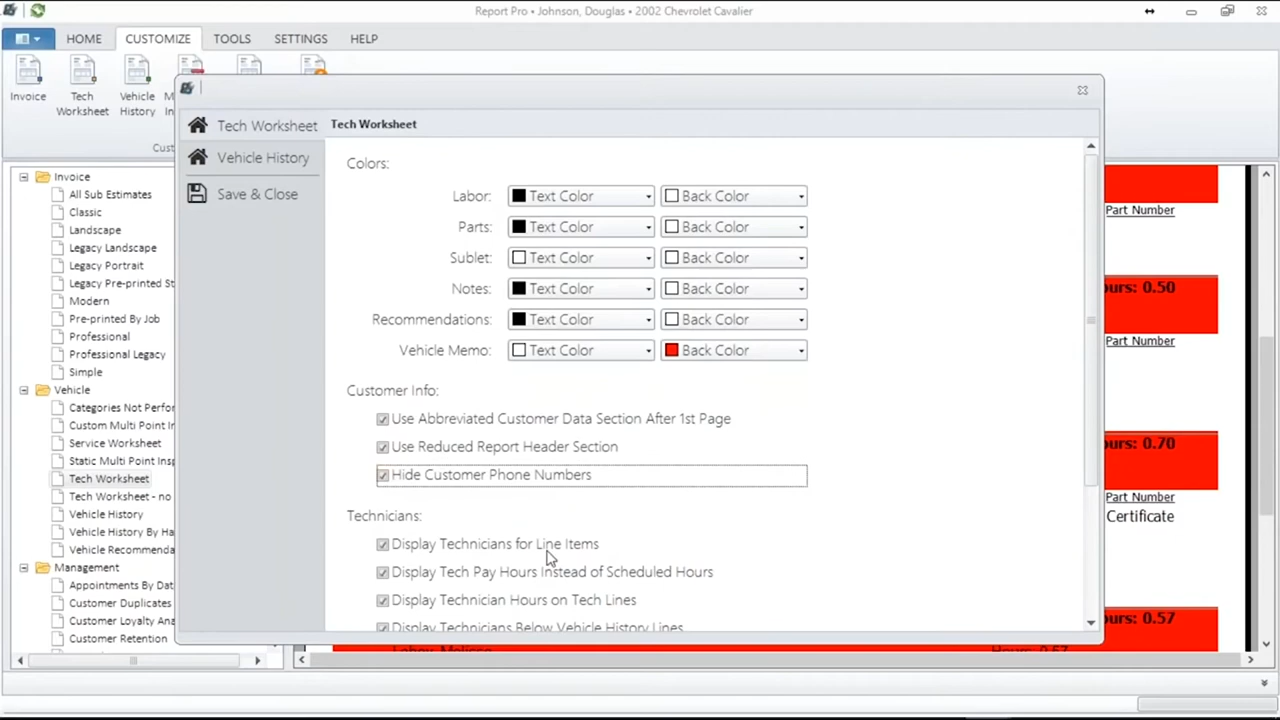 Report Pro • Johnson, Douglas • 2002 Chevrolet Cavalier
HOME CUSTOMIZE TOOLS SETTINGS HELP
Invoice
Tech Worksheet
Vehicle History
Tech Worksheet
Vehicle History
Save & Close
Tech Worksheet
Colors:
Labor: Text Color Back Color
Parts: Text Color Back Color
Sublet: Text Color Back Color
Notes: Text Color Back Color
Recommendations: Text Color Back Color
Vehicle Memo: Text Color Back Color
Customer Info:
Use Abbreviated Customer Data Section After 1st Page
Use Reduced Report Header Section
Hide Customer Phone Numbers
Technicians:
Display Technicians for Line Items
Display Tech Pay Hours Instead of Scheduled Hours
Display Technician Hours on Tech Lines
Display Technicians Below Vehicle History Lines
Invoice
All Sub Estimates
Classic
Landscape
Legacy Landscape
Legacy Portrait
Legacy Pre-printed St
Modern
Pre-printed By Job
Professional
Professional Legacy
Simple
Vehicle
Categories Not Perfo
Custom Multi Point I
Service Worksheet
Static Multi Point Insp
Tech Worksheet
Tech Worksheet - no
Vehicle History
Vehicle History By Ha
Vehicle Recommenda
Management
Appointments By Dat
Customer Duplicates
Customer Loyalty Ana
Customer Retention
Part Number
ours: 0.50
Part Number
ours: 0.70
Part Number
Certificate
ours: 0.57